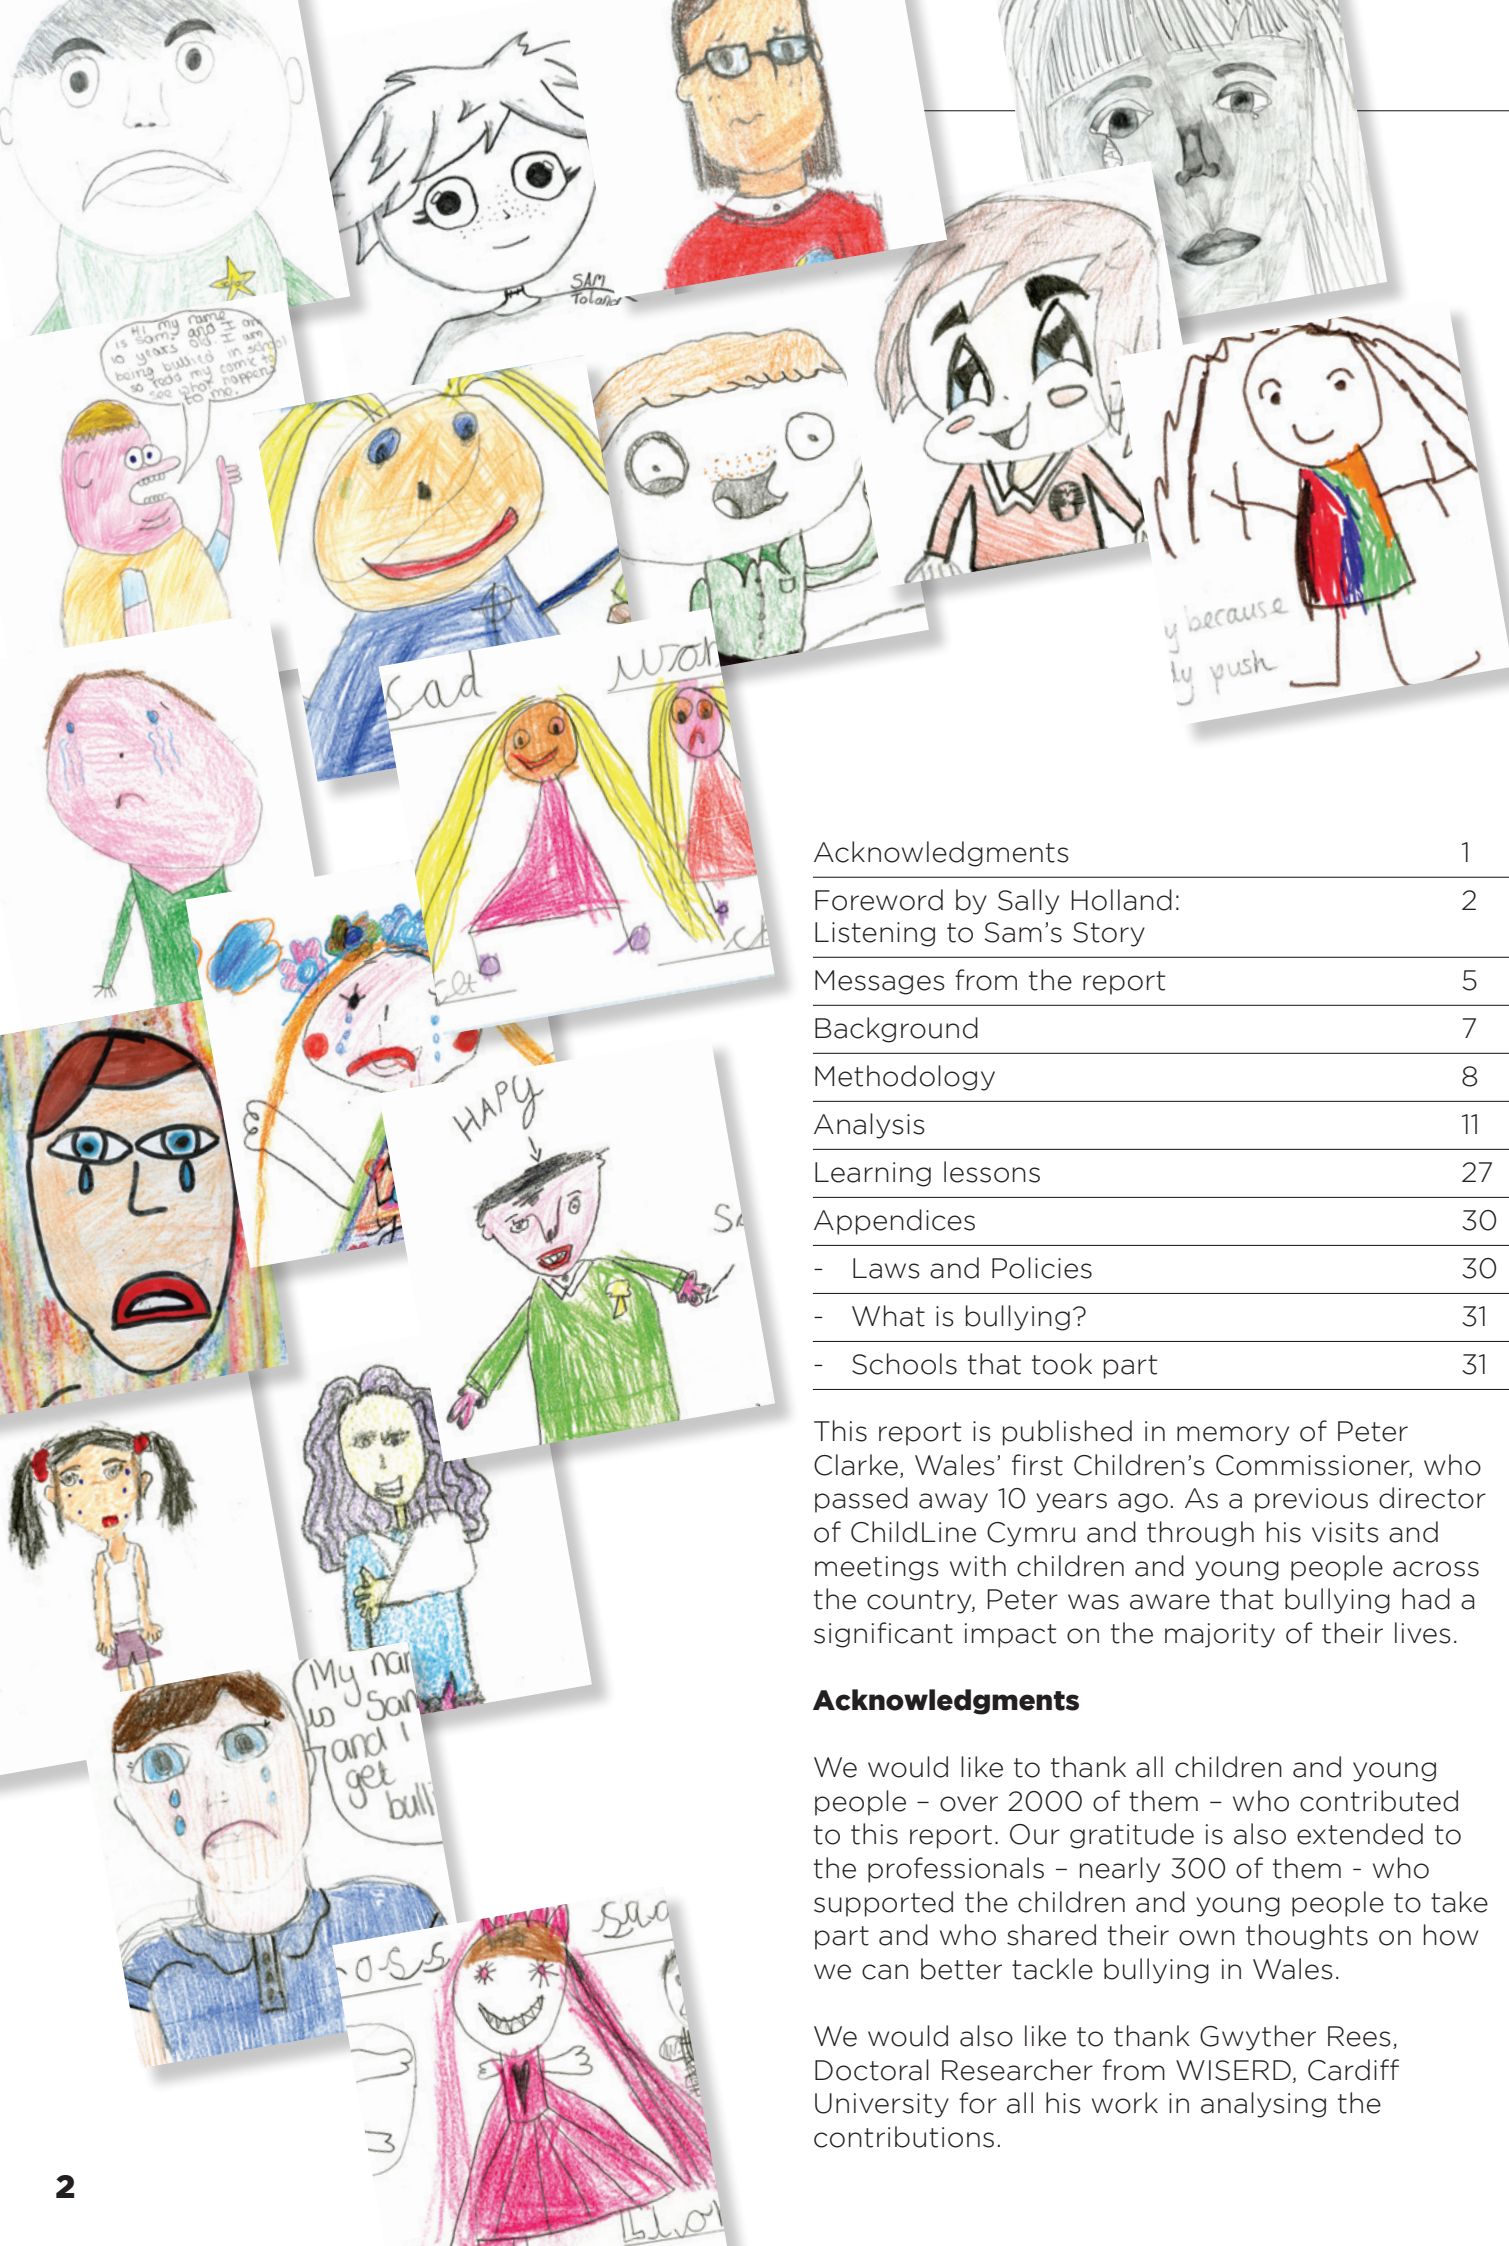 SAM
Toland
Hi my name
is Sam and I am
10 years old I am
being bullied in school
so read my comic to
see what happens
to me.
y because
ly push
sad
wor
HAPY
My nam
is Sam
and I
get
bulli
oss
sad
Acknowledgments 1
Foreword by Sally Holland: 2
Listening to Sam's Story
Messages from the report 5
Background 7
Methodology 8
Analysis 11
Learning lessons 27
Appendices 30
- Laws and Policies 30
- What is bullying? 31
- Schools that took part 31
This report is published in memory of Peter
Clarke, Wales' first Children's Commissioner, who
passed away 10 years ago. As a previous director
of ChildLine Cymru and through his visits and
meetings with children and young people across
the country, Peter was aware that bullying had a
significant impact on the majority of their lives.
Acknowledgments
We would like to thank all children and young
people – over 2000 of them – who contributed
to this report. Our gratitude is also extended to
the professionals – nearly 300 of them - who
supported the children and young people to take
part and who shared their own thoughts on how
we can better tackle bullying in Wales.
We would also like to thank Gwyther Rees,
Doctoral Researcher from WISERD, Cardiff
University for all his work in analysing the
contributions.
2